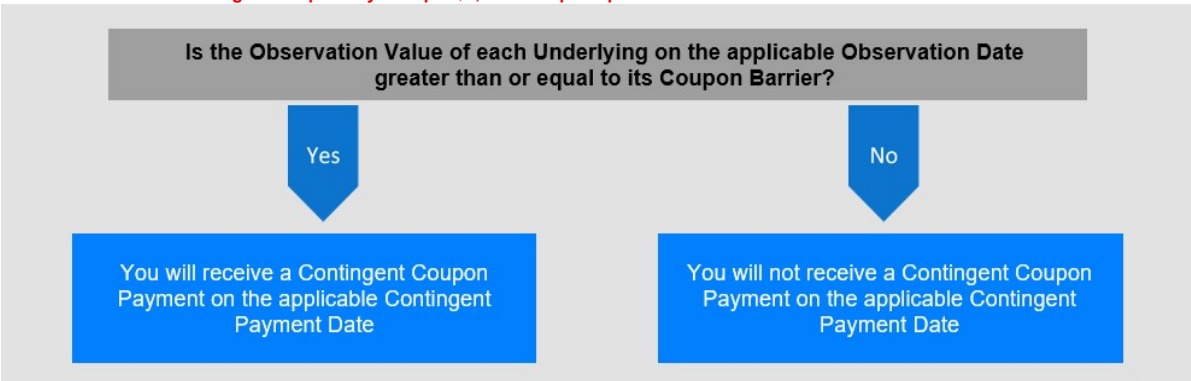 Is the Observation Value of each Underlying on the applicable Observation Date
greater than or equal to its Coupon Barrier?
Yes
No
You will receive a Contingent Coupon
Payment on the applicable Contingent
Payment Date
You will not receive a Contingent Coupon
Payment on the applicable Contingent
Payment Date